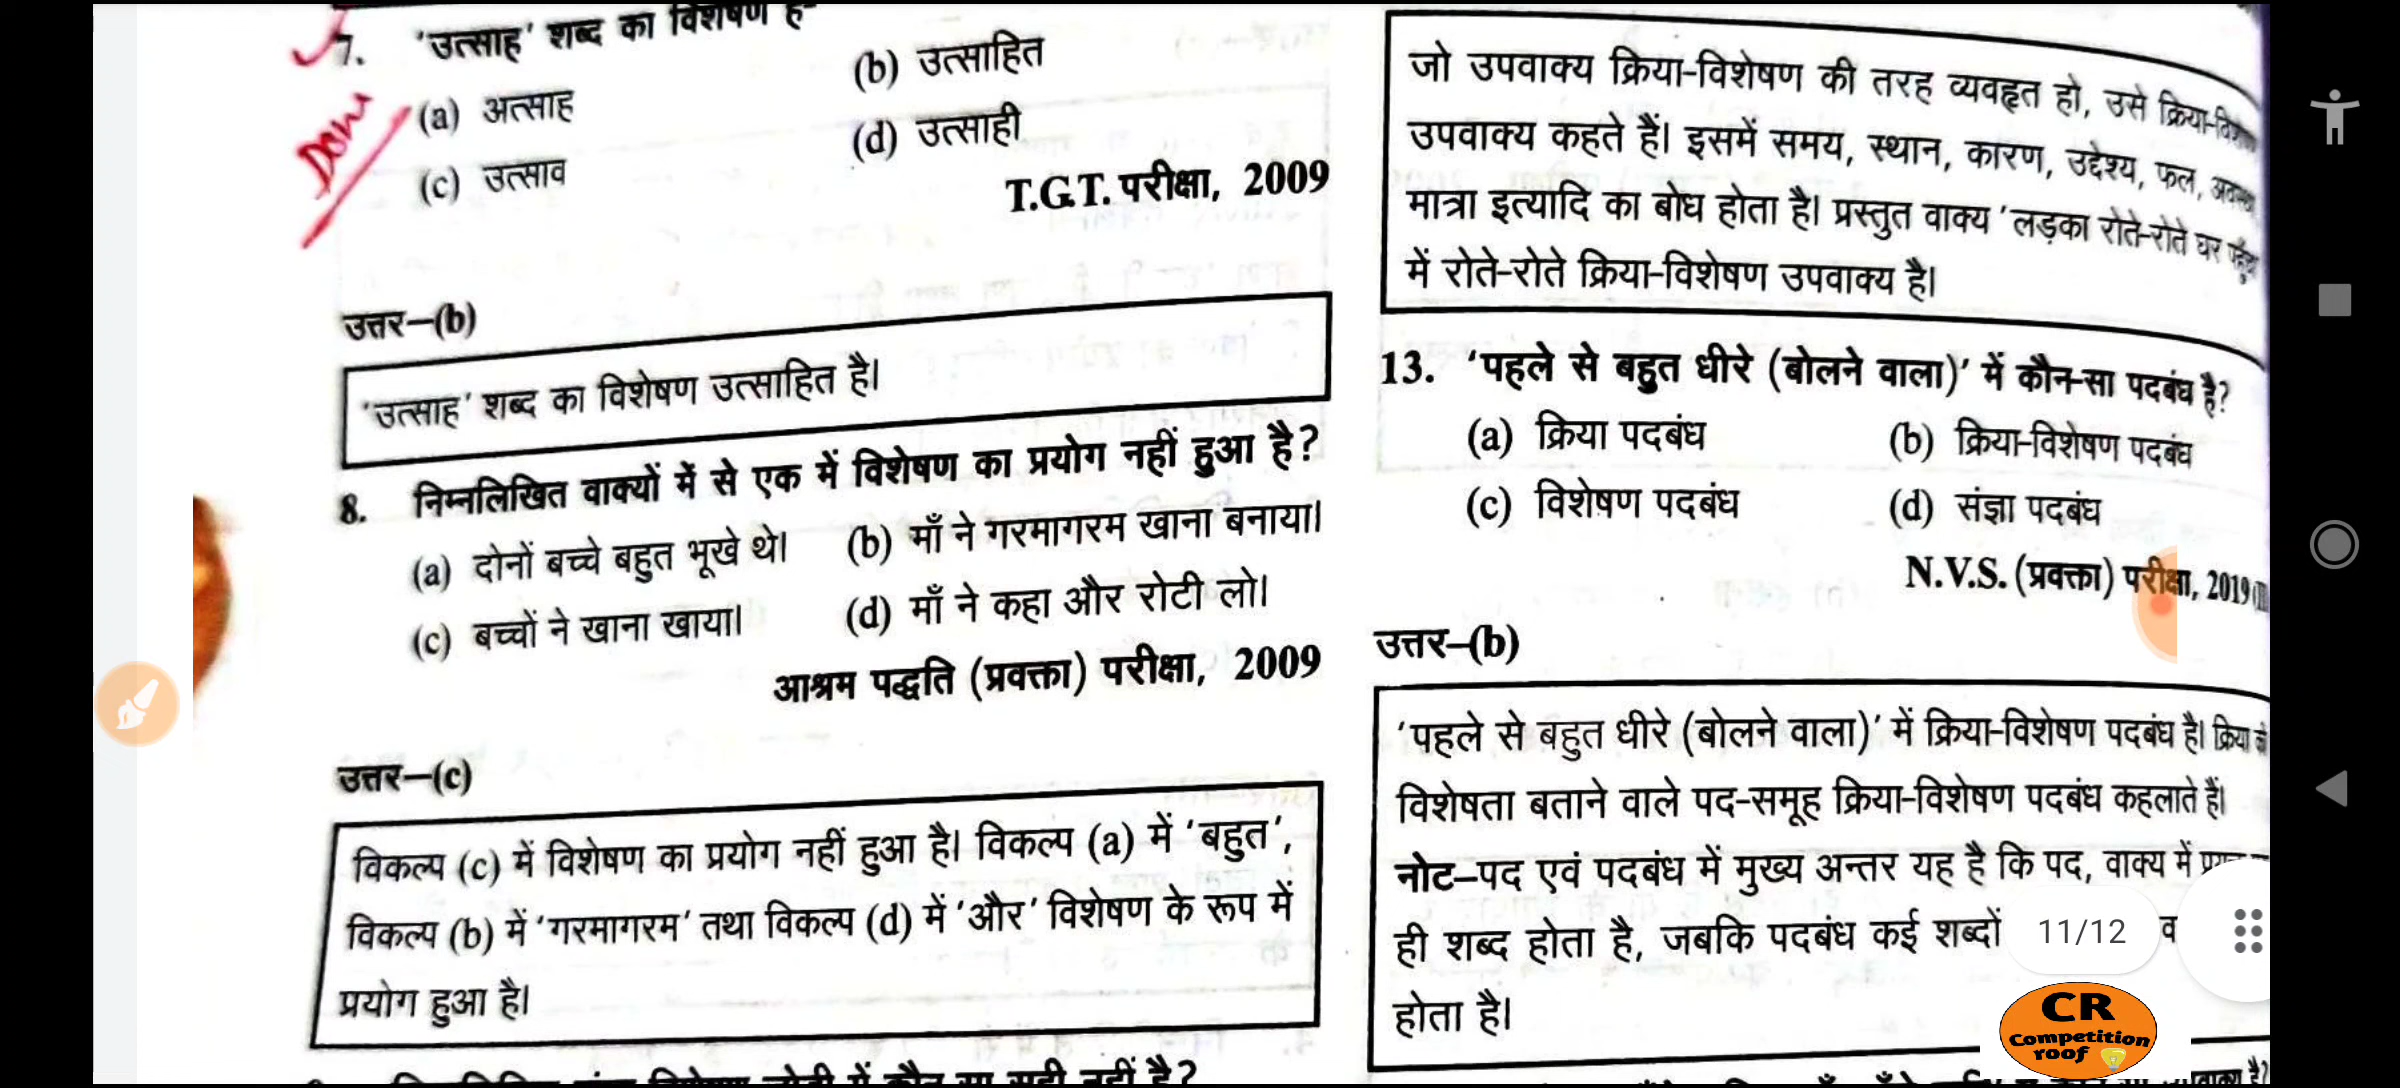 7. 'उत्साह' शब्द का विशेषण है-
(a) अत्साह
(b) उत्साहित
(c) उत्साव
(d) उत्साही
T.G.T. परीक्षा, 2009
Done
उत्तर–(b)
'उत्साह' शब्द का विशेषण उत्साहित है।
8. निम्नलिखित वाक्यों में से एक में विशेषण का प्रयोग नहीं हुआ है?
(a) दोनों बच्चे बहुत भूखे थे।
(b) माँ ने गरमागरम खाना बनाया।
(c) बच्चों ने खाना खाया।
(d) माँ ने कहा और रोटी लो।
आश्रम पद्धति (प्रवक्ता) परीक्षा, 2009
उत्तर–(c)
विकल्प (c) में विशेषण का प्रयोग नहीं हुआ है। विकल्प (a) में 'बहुत',
विकल्प (b) में 'गरमागरम' तथा विकल्प (d) में 'और' विशेषण के रूप में
प्रयोग हुआ है।
जो उपवाक्य क्रिया-विशेषण की तरह व्यवहृत हो, उसे क्रिया-विशेषण
उपवाक्य कहते हैं। इसमें समय, स्थान, कारण, उद्देश्य, फल, अवस्था
मात्रा इत्यादि का बोध होता है। प्रस्तुत वाक्य 'लड़का रोते-रोते घर पहुँचा
में रोते-रोते क्रिया-विशेषण उपवाक्य है।
13. 'पहले से बहुत धीरे (बोलने वाला)' में कौन-सा पदबंध है?
(a) क्रिया पदबंध
(b) क्रिया-विशेषण पदबंध
(c) विशेषण पदबंध
(d) संज्ञा पदबंध
N.V.S. (प्रवक्ता) परीक्षा, 2019
उत्तर–(b)
'पहले से बहुत धीरे (बोलने वाला)' में क्रिया-विशेषण पदबंध है। क्रिया की
विशेषता बताने वाले पद-समूह क्रिया-विशेषण पदबंध कहलाते हैं।
नोट–पद एवं पदबंध में मुख्य अन्तर यह है कि पद, वाक्य में
ही शब्द होता है, जबकि पदबंध कई शब्दों
होता है।
11/12
CR
Competition
roof